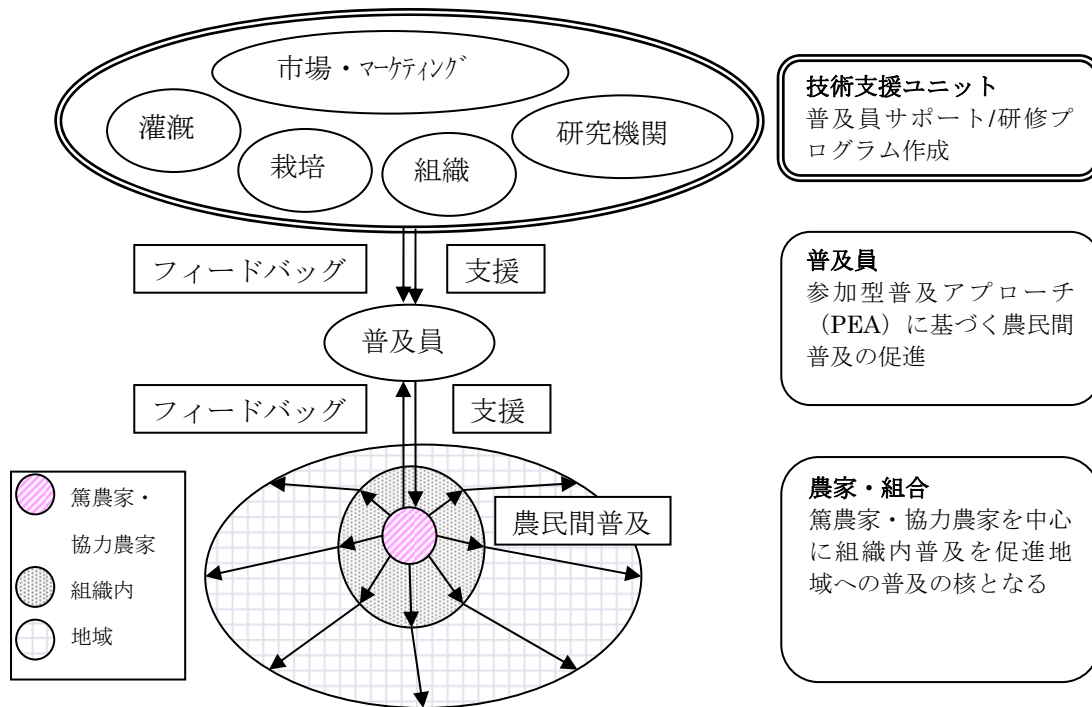 市場・マーケティング
灌漑
研究機関
栽培
組織
フィードバッグ
支援
普及員
フィードバッグ
支援
農民間普及
篤農家・
協力農家
組織内
地域
技術支援ユニット
普及員サポート/研修プ
ログラム作成
普及員
参加型普及アプローチ
（PEA）に基づく農民間
普及の促進
農家・組合
篤農家・協力農家を中心
に組織内普及を促進地
域への普及の核となる